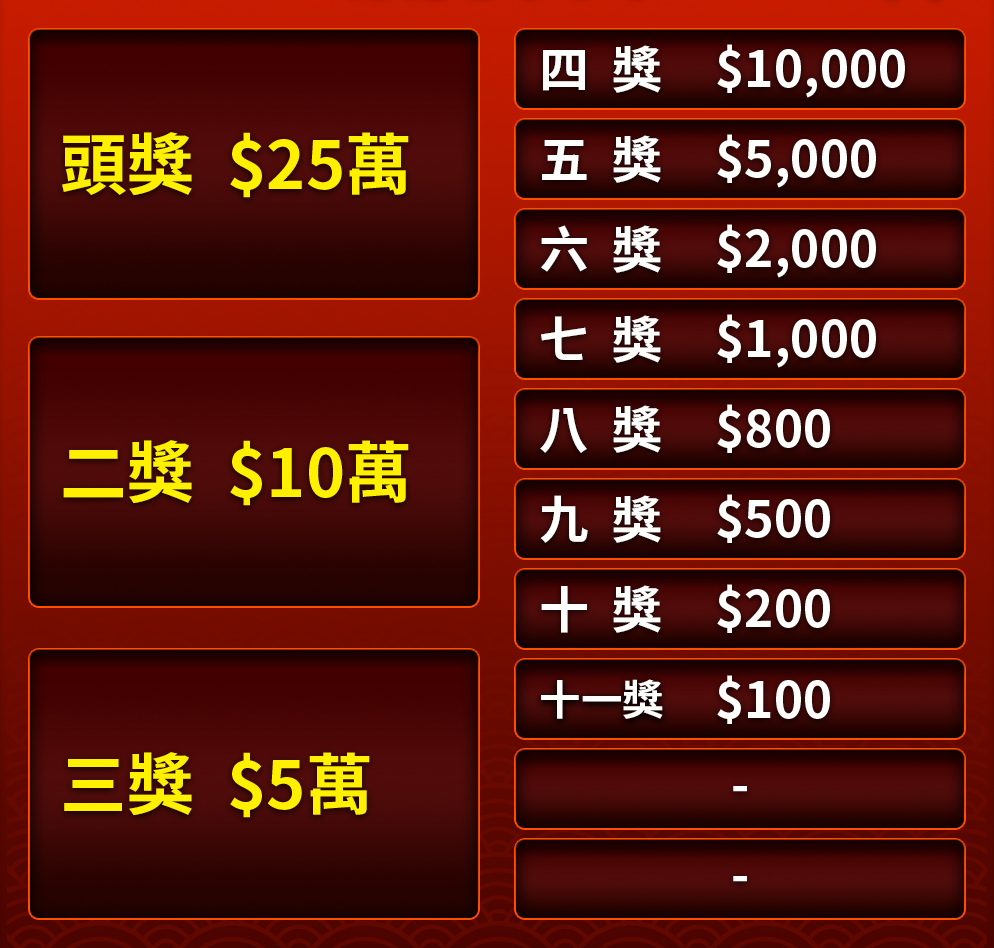 頭獎 $25萬
二獎 $10萬
三獎 $5萬
四 獎 $10,000
五 獎 $5,000
六 獎 $2,000
七 獎 $1,000
八 獎 $800
九 獎 $500
十 獎 $200
十一獎 $100
-
-